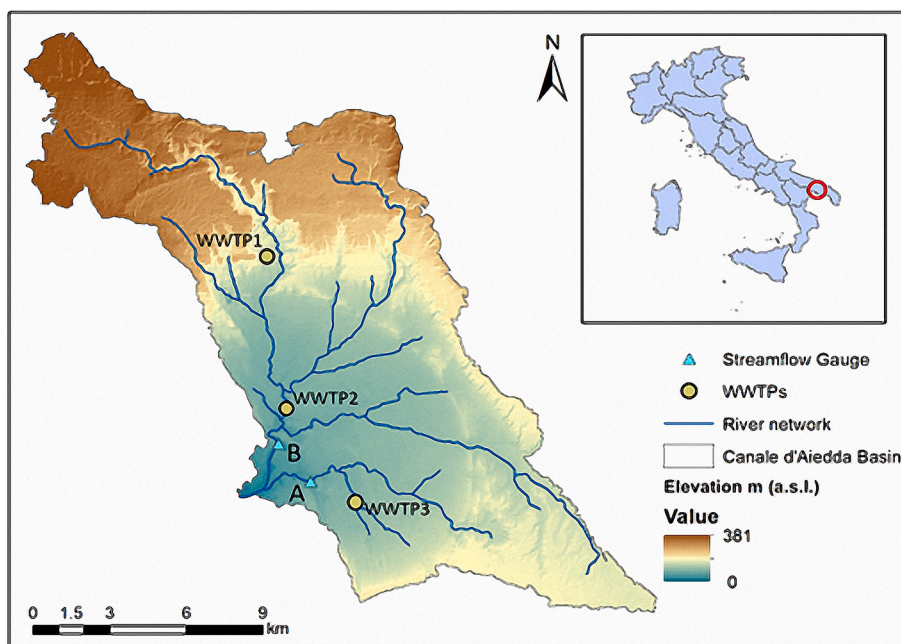 N
WWTP1
WWTP2
B
A
WWTP3
Streamflow Gauge
WWTPs
River network
Canale d'Aiedda Basin
Elevation m (a.s.l.)
Value
381
0
0 1.5 3 6 9
km